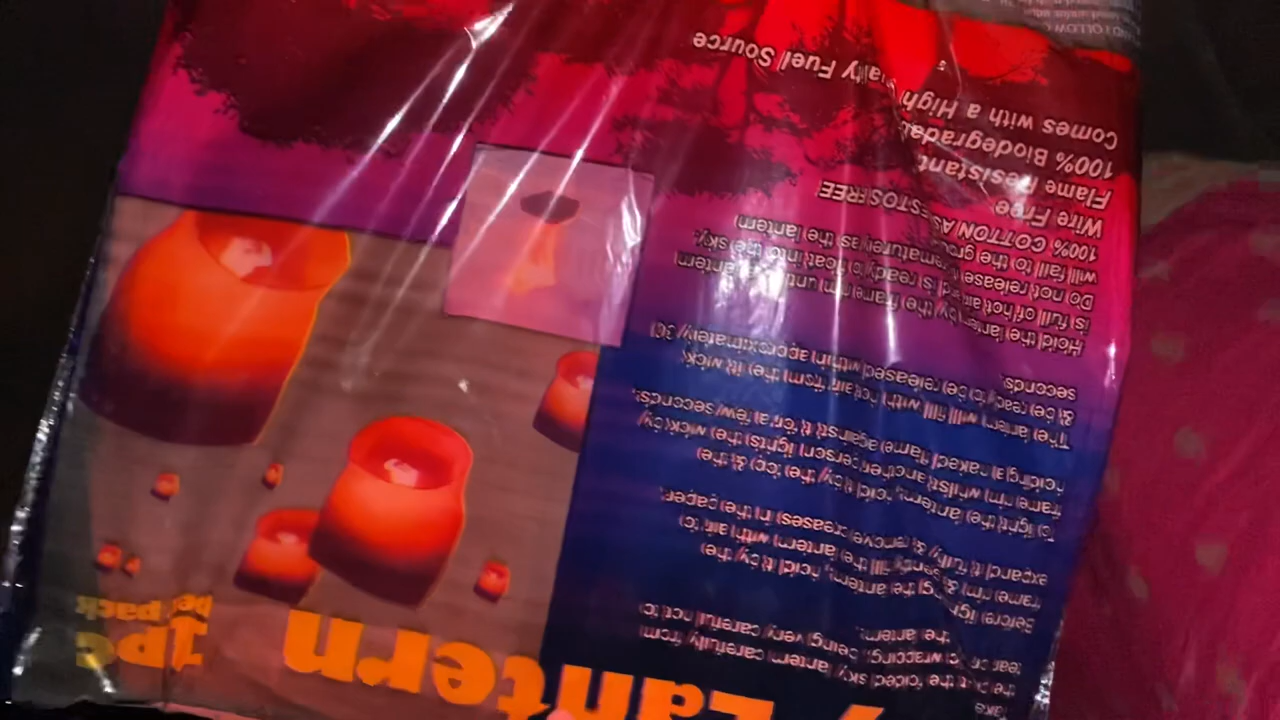 y Lantern
1pc
per pack
Take
the folded sky lantern carefully from
wrapping, being very careful not to
tear
the lantern.
Before the lantern, hold it by the
frame (rim) & gently fill the lantern with air to
expand it fully & remove creases in the paper.
To light the lantern, hold it by the top & the
frame rim whilst another person lights the wick by
holding a naked flame against it for a few seconds.
The lantern will fill with hot air from the lit wick
& be ready to be released within approximately 30
seconds.
Hold the lantern by the frame rim until the lantern
is full of hot air and is ready to float into the sky.
Do not release prematurely as the lantern
will fall to the ground
100% COTTON ASTOS FREE
Wire Free
Flame Resistant
100% Biodegradab
Comes with a High
ality Fuel Source
FOLLOW